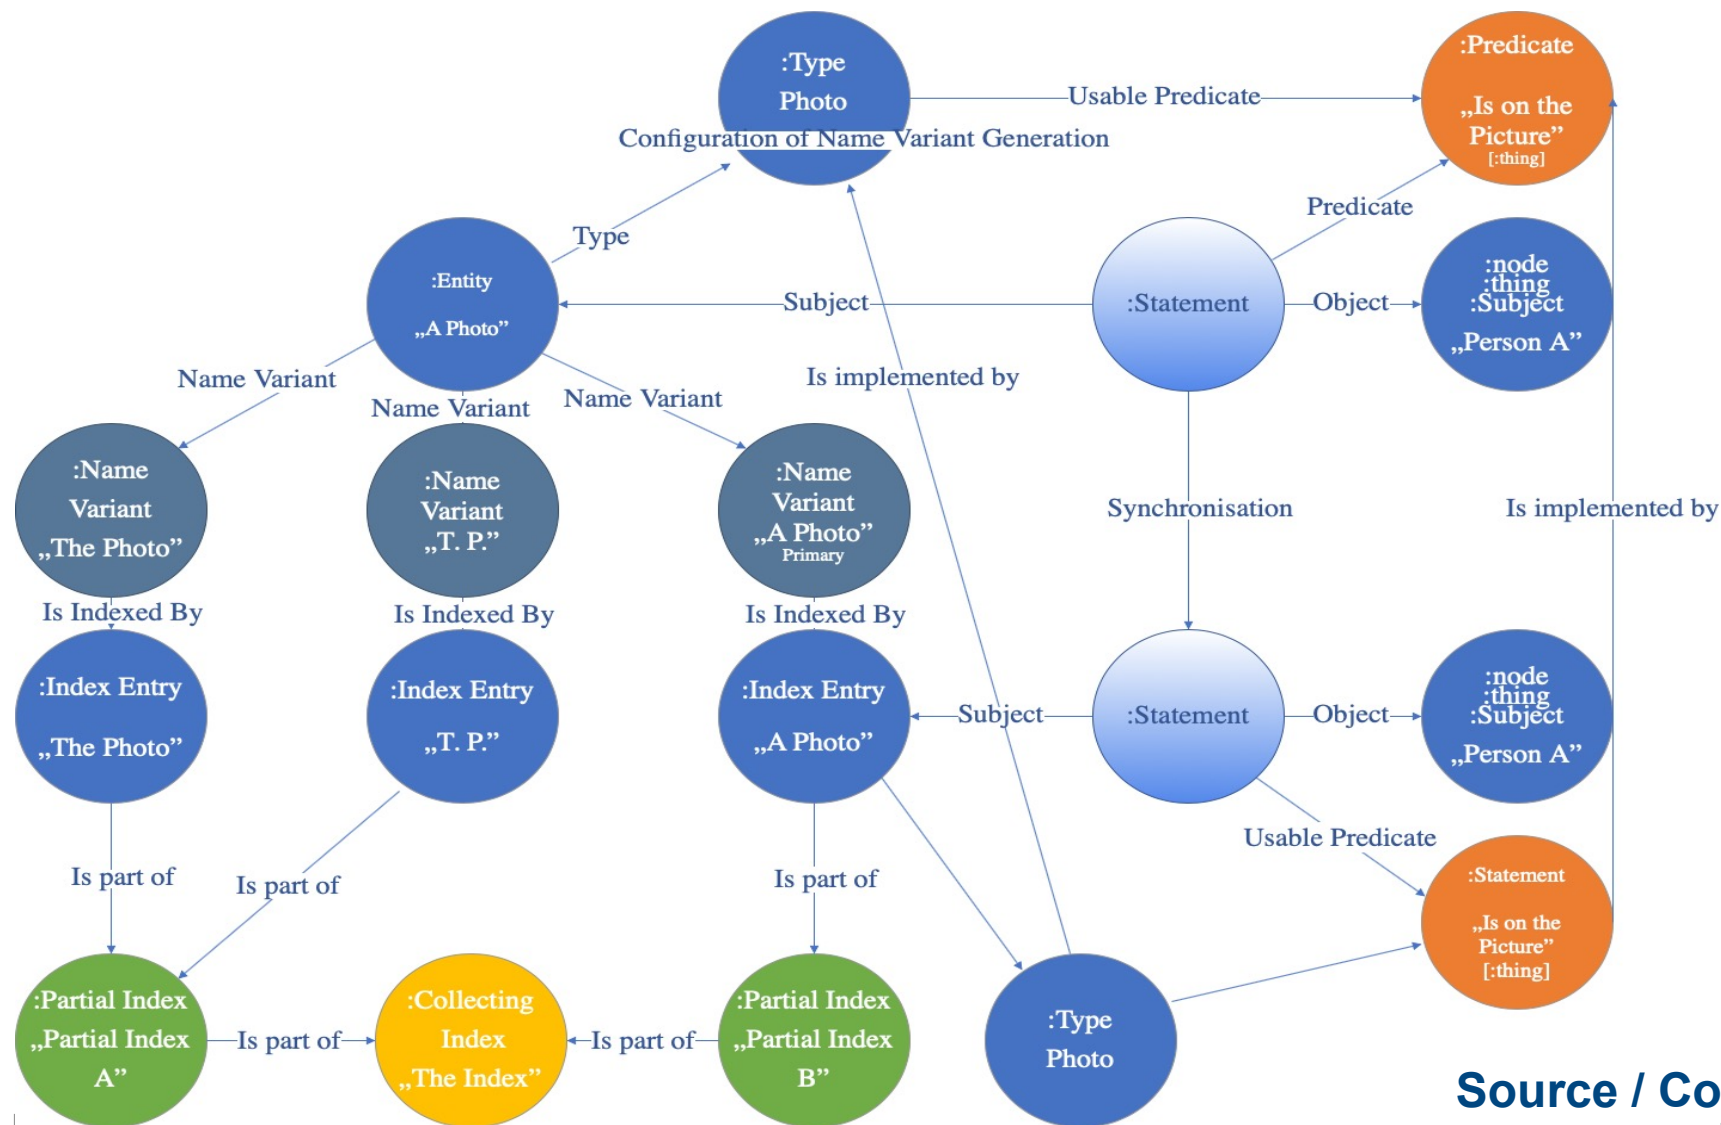 :Type
Photo
Configuration of Name Variant Generation
Usable Predicate
:Predicate
„Is on the
Picture”
[:thing]
Predicate
Type
:Entity
„A Photo”
Subject
:Statement
Object
:node
:thing
:Subject
„Person A”
Name Variant
Name Variant
Name Variant
Is implemented by
:Name
Variant
„The Photo”
:Name
Variant
„T. P.”
:Name
Variant
„A Photo”
Primary
Synchronisation
Is implemented by
Is Indexed By
Is Indexed By
Is Indexed By
:Index Entry
„The Photo”
:Index Entry
„T. P.”
:Index Entry
„A Photo”
Subject
:Statement
Object
:node
:thing
:Subject
„Person A”
Usable Predicate
Is part of
Is part of
Is part of
:Statement
„Is on the
Picture”
[:thing]
:Partial Index
„Partial Index
A”
Is part of
:Collecting
Index
„The Index”
Is part of
:Partial Index
„Partial Index
B”
:Type
Photo
Source / Co